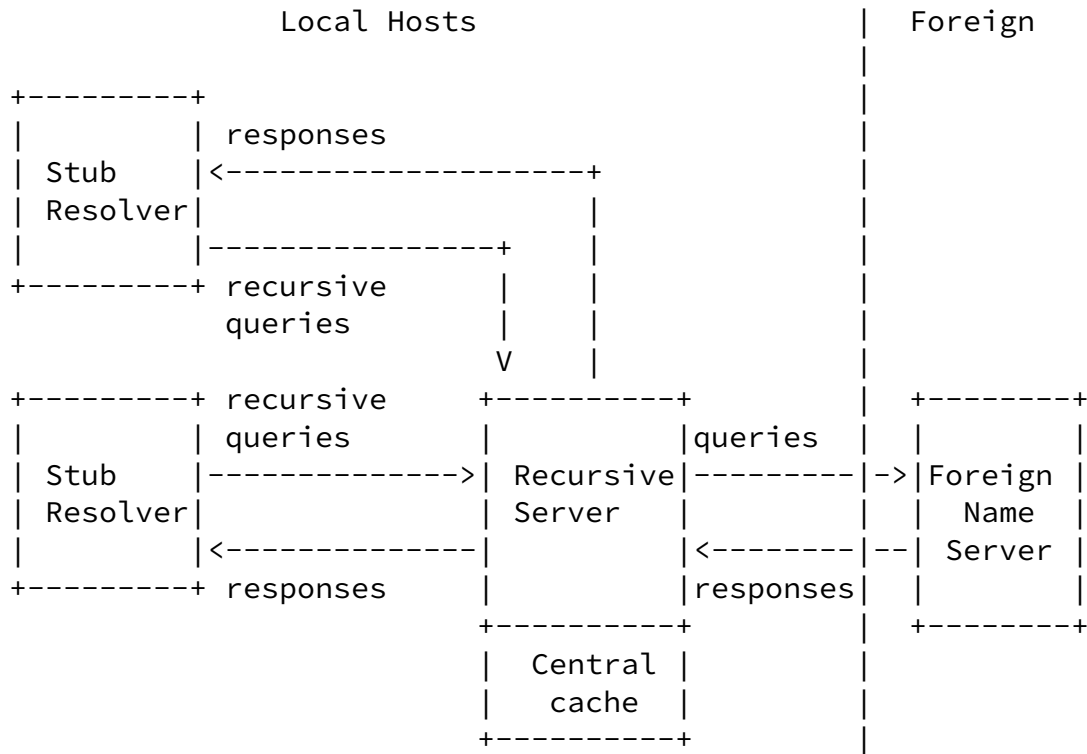 Local Hosts | Foreign
|
+---------+ |
| | responses |
| Stub |<--------------------+ |
| Resolver| | |
| |----------------+ | |
+---------+ recursive | | |
queries | | |
V | |
+---------+ recursive +----------+ | +--------+
| | queries | |queries | | |
| Stub |-------------->| Recursive|---------|->|Foreign |
| Resolver| | Server | | | Name |
| |<--------------| |<--------|--| Server |
+---------+ responses | |responses| | |
+----------+ | +--------+
| Central | |
| cache | |
+----------+ |